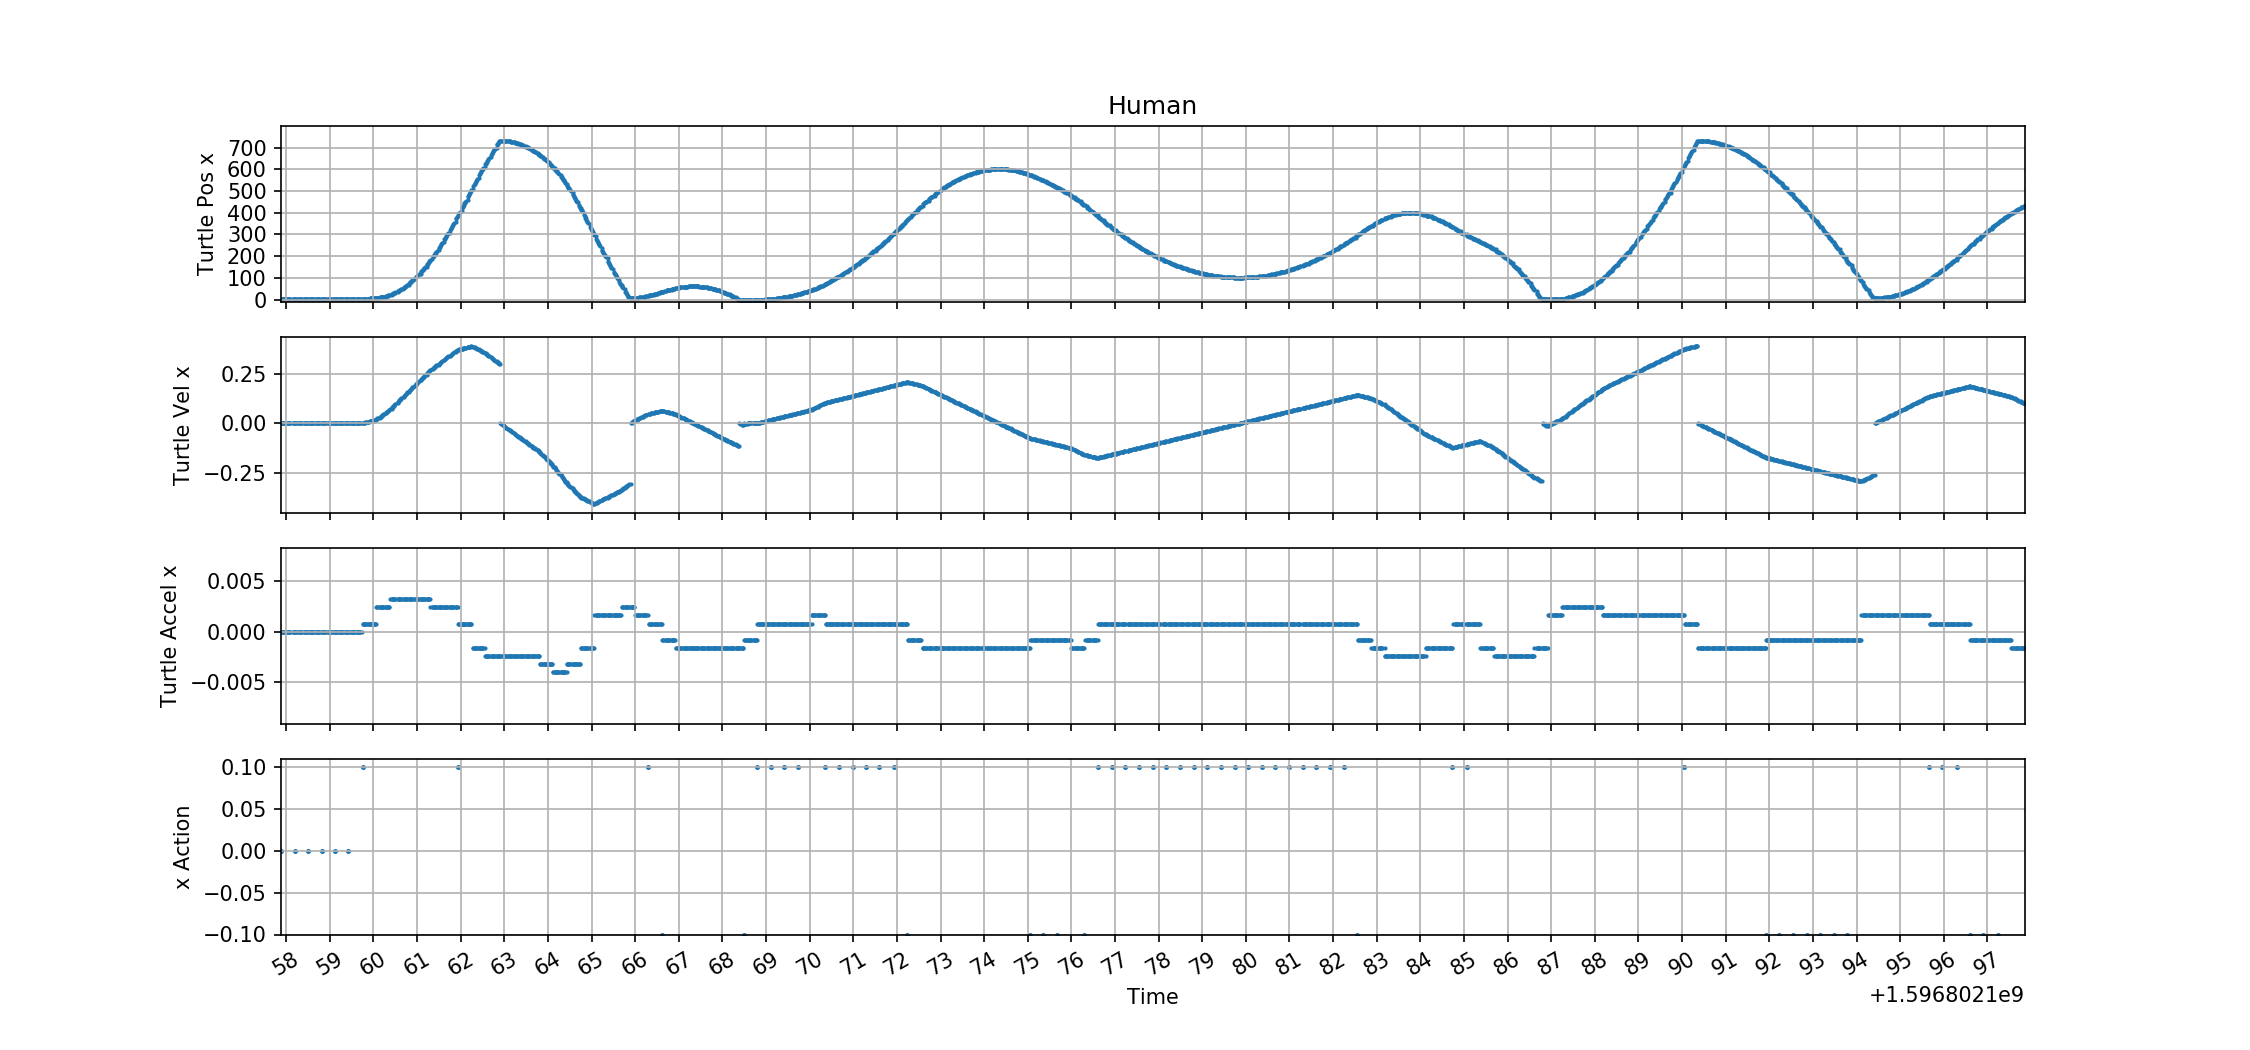 Human
Turtle Pos x
700
600
500
400
300
200
100
0
Turtle Vel x
0.25
0.00
−0.25
Turtle Accel x
0.005
0.000
−0.005
x Action
0.10
0.05
0.00
−0.05
−0.10
58 59 60 61 62 63 64 65 66 67 68 69 70 71 72 73 74 75 76 77 78 79 80 81 82 83 84 85 86 87 88 89 90 91 92 93 94 95 96 97
Time
+1.5968021e9